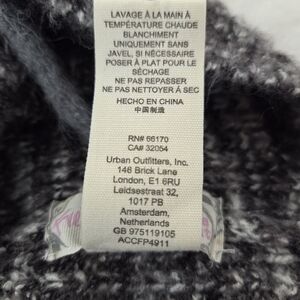 LAVAGE À LA MAIN À
TEMPÉRATURE CHAUDE
BLANCHIMENT
UNIQUEMENT SANS
JAVEL, SI NÉCESSAIRE
POSER À PLAT POUR LE
SÉCHAGE
NE PAS REPASSER
NE PAS NETTOYER À SEC
HECHO EN CHINA
中国制造
RN# 66170
CA# 32054
Urban Outfitters, Inc.
146 Brick Lane
London, E1 6RU
Leidsestraat 32,
1017 PB
Amsterdam,
Netherlands
GB 975119105
ACCFP4911